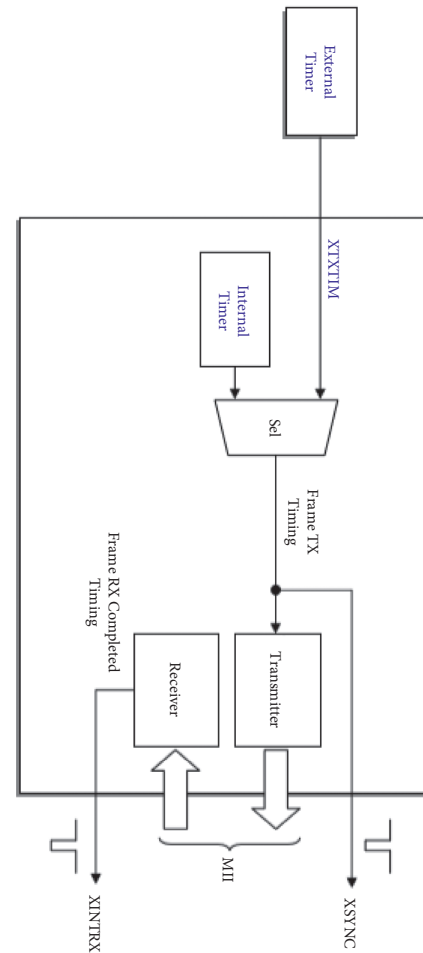 External
Timer
XTXTIM
Internal
Timer
Sel
Frame TX
Timing
Transmitter
Receiver
Frame RX Completed
Timing
MII
XSYNC
XINTRX